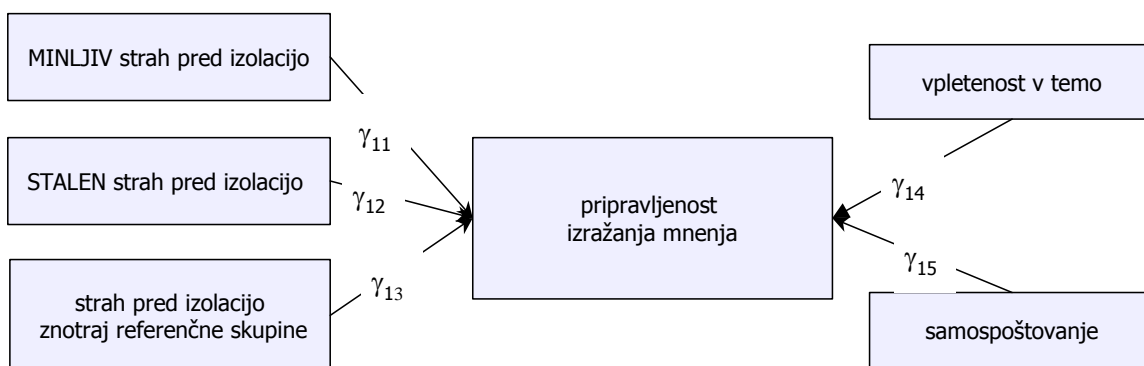 MINLJIV strah pred izolacijo
vpletenost v temo
γ11
STALEN strah pred izolacijo
γ12
γ14
pripravljenost
izražanja mnenja
γ15
γ13
strah pred izolacijo
znotraj referenčne skupine
samospoštovanje